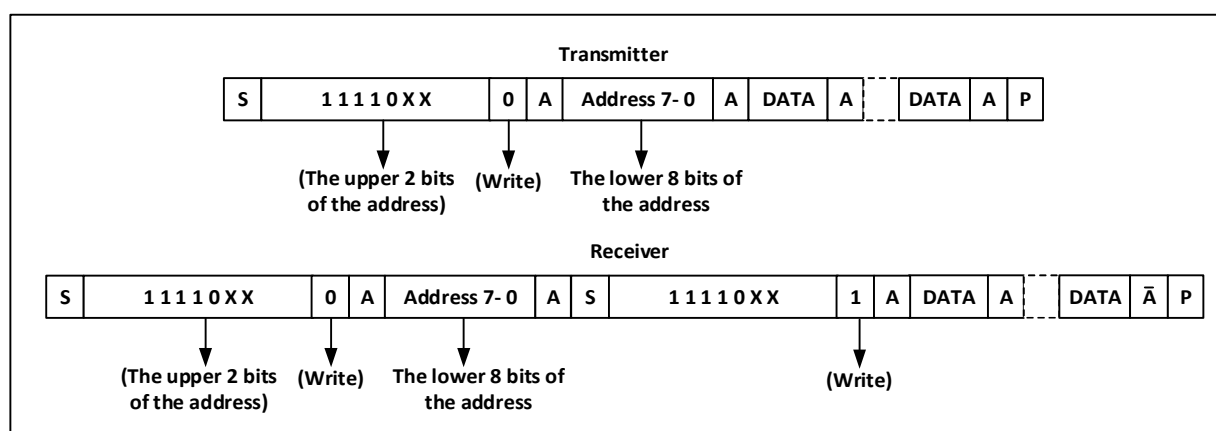 Transmitter
S 1 1 1 1 0 X X 0 A Address 7- 0 A DATA A DATA A P
(The upper 2 bits of the address) (Write) The lower 8 bits of the address
Receiver
S 1 1 1 1 0 X X 0 A Address 7- 0 A S 1 1 1 1 0 X X 1 A DATA A DATA Ā P
(The upper 2 bits of the address) (Write) The lower 8 bits of the address (Write)